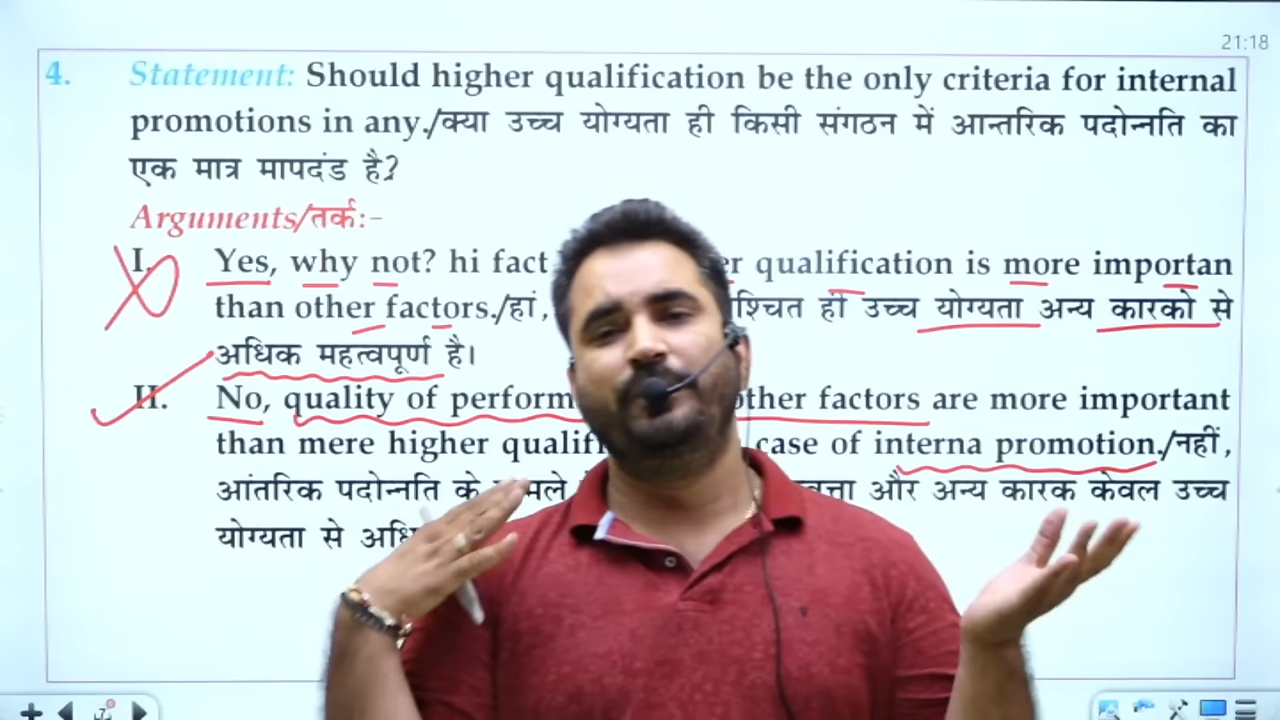 21:18
4. Statement: Should higher qualification be the only criteria for internal
promotions in any./क्या उच्च योग्यता ही किसी संगठन में आन्तरिक पदोन्नति का
एक मात्र मापदंड है?
Arguments/तर्क:-
I. Yes, why not? hi fact qualification is more importan
than other factors./हां, ही उच्च योग्यता अन्य कारको से
अधिक महत्वपूर्ण है।
II. No, quality of other factors are more important
than mere higher case of interna promotion./नहीं,
आंतरिक पदोन्नति के और अन्य कारक केवल उच्च
योग्यता से